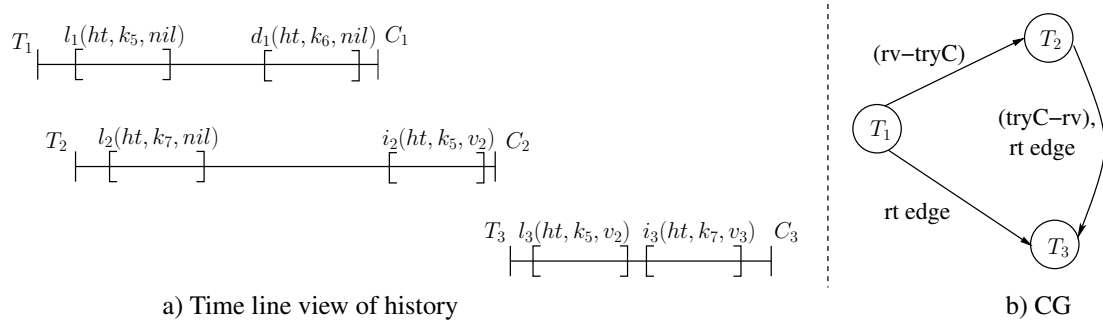 T₁ l₁(ht, k₅, nil) d₁(ht, k₆, nil) C₁
T₂ l₂(ht, k₇, nil) i₂(ht, k₅, v₂) C₂
T₃ l₃(ht, k₅, v₂) i₃(ht, k₇, v₃) C₃
a) Time line view of history
T₂
(rv−tryC)
T₁
(tryC−rv),
rt edge
rt edge
T₃
b) CG